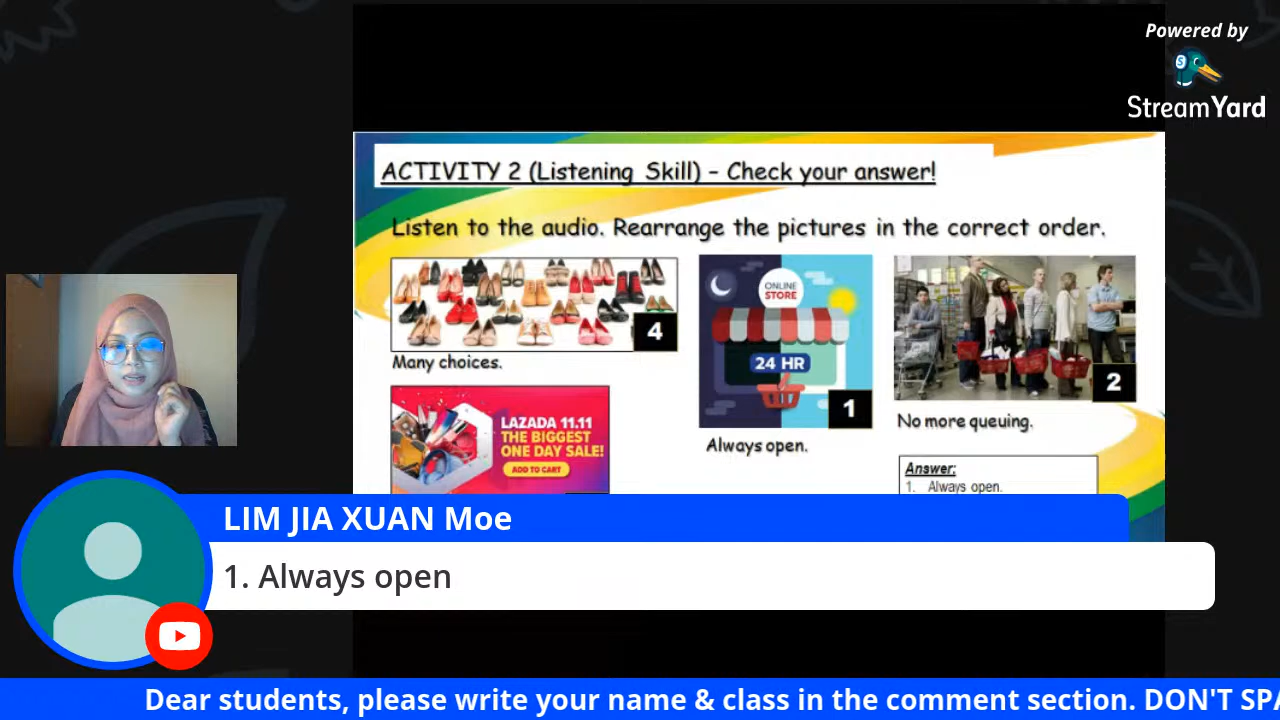 Powered by
StreamYard
ACTIVITY 2 (Listening Skill) – Check your answer!
Listen to the audio. Rearrange the pictures in the correct order.
4
Many choices.
ONLINE
STORE
24 HR
1
Always open.
2
No more queuing.
LAZADA 11.11
THE BIGGEST
ONE DAY SALE!
ADD TO CART
Answer:
1. Always open.
LIM JIA XUAN Moe
1. Always open
Dear students, please write your name & class in the comment section. DON'T SPA